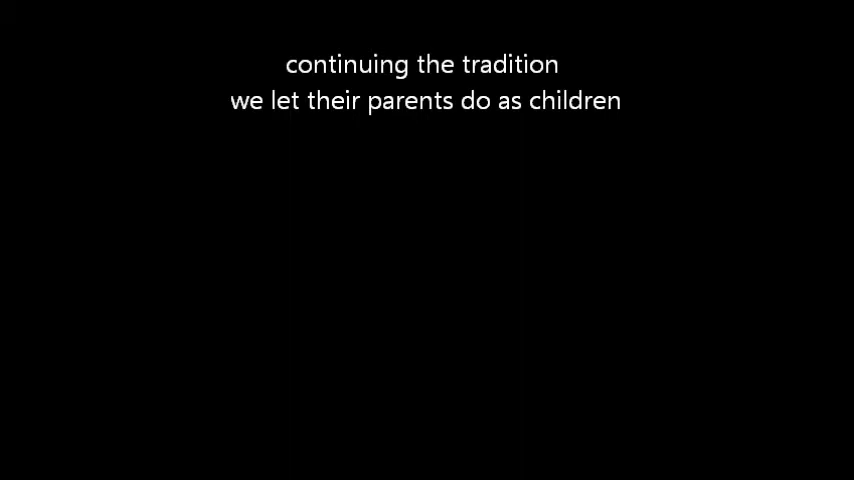 continuing the tradition
we let their parents do as children